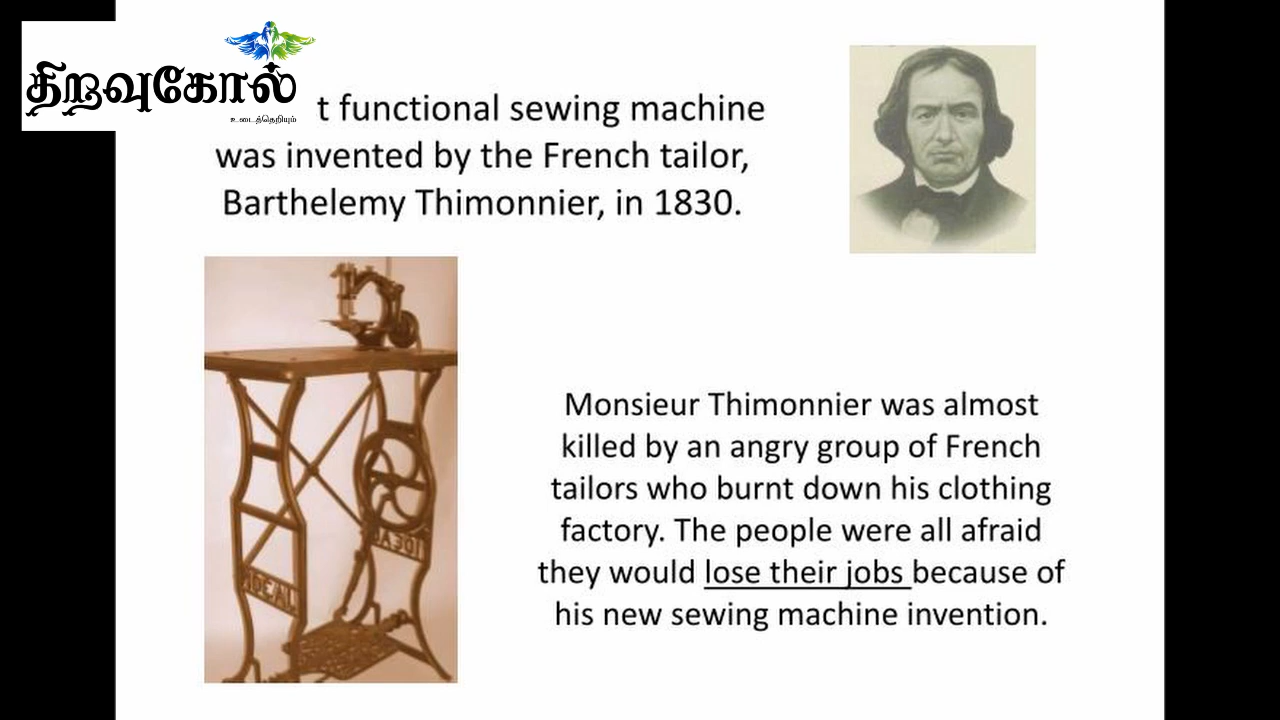 திறவுகோல்
உடைத்தெறியும்
t functional sewing machine
was invented by the French tailor,
Barthelemy Thimonnier, in 1830.
Monsieur Thimonnier was almost
killed by an angry group of French
tailors who burnt down his clothing
factory. The people were all afraid
they would lose their jobs because of
his new sewing machine invention.
IDEAL